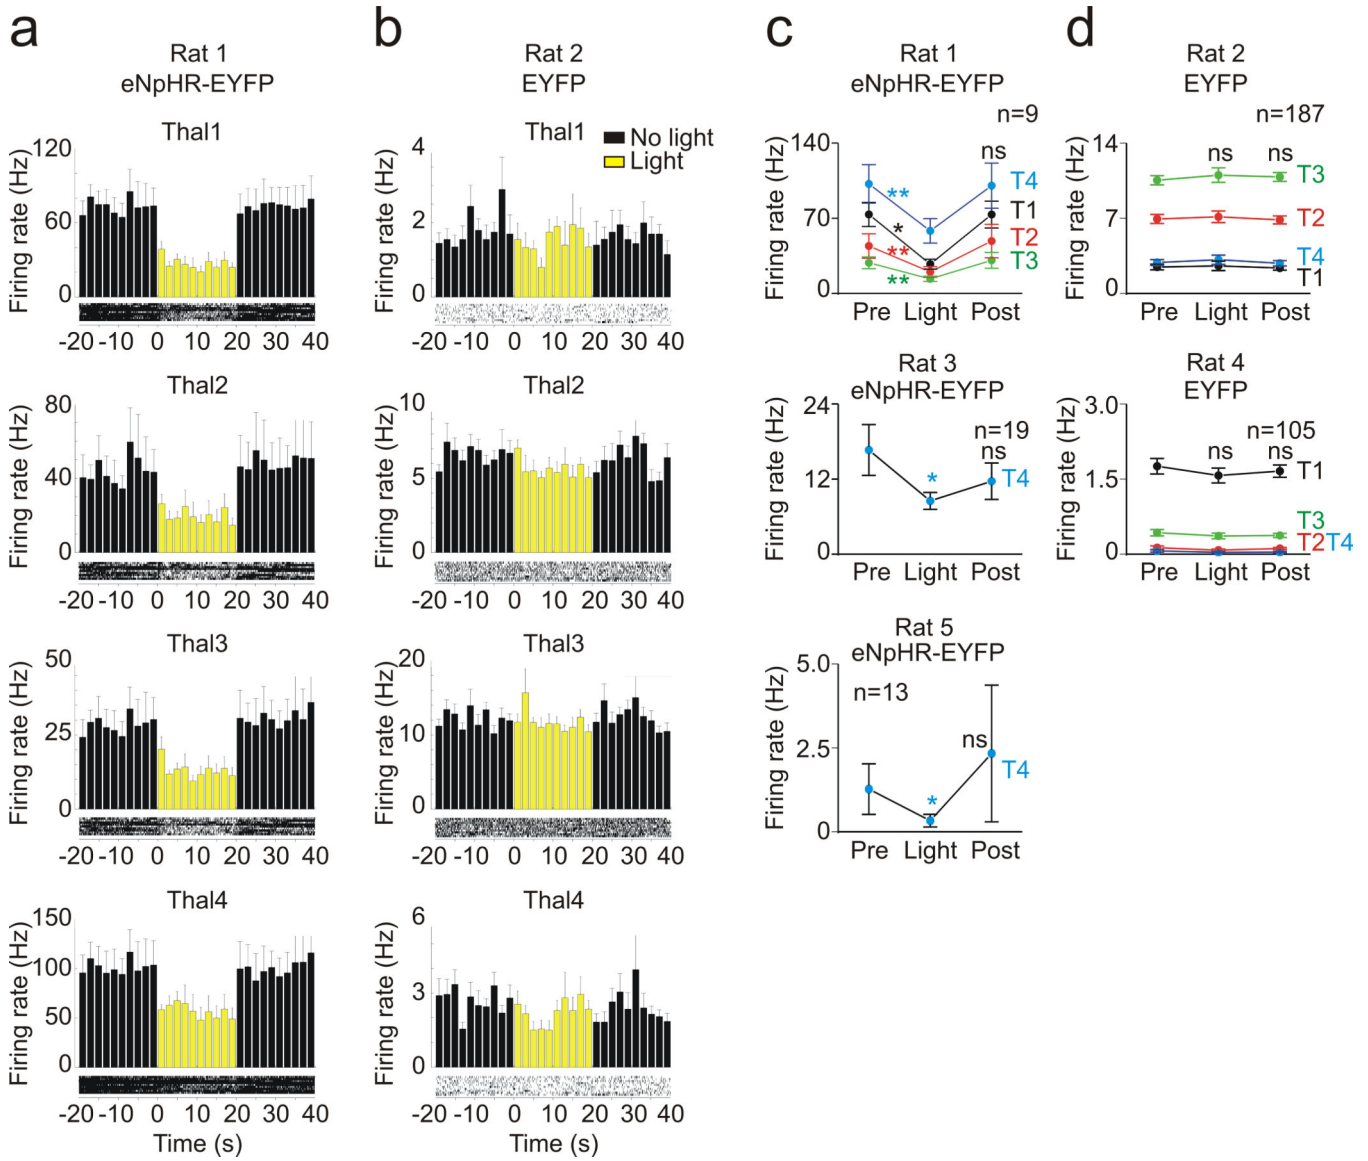 a
Rat 1
eNpHR-EYFP
Thal1
Firing rate (Hz)
120
60
0
-20 -10 0 10 20 30 40
Thal2
Firing rate (Hz)
80
40
0
-20 -10 0 10 20 30 40
Thal3
Firing rate (Hz)
50
25
0
-20 -10 0 10 20 30 40
Thal4
Firing rate (Hz)
150
100
50
0
-20 -10 0 10 20 30 40
Time (s)
b
Rat 2
EYFP
Thal1
No light
Light
Firing rate (Hz)
4
2
0
-20 -10 0 10 20 30 40
Thal2
Firing rate (Hz)
10
5
0
-20 -10 0 10 20 30 40
Thal3
Firing rate (Hz)
20
10
0
-20 -10 0 10 20 30 40
Thal4
Firing rate (Hz)
6
3
0
-20 -10 0 10 20 30 40
Time (s)
c
Rat 1
eNpHR-EYFP
n=9
Firing rate (Hz)
140
70
0
ns
** T4
* T1
** T2
** T3
Pre Light Post
Rat 3
eNpHR-EYFP
Firing rate (Hz)
24
12
0
n=19
ns
* T4
Pre Light Post
Rat 5
eNpHR-EYFP
Firing rate (Hz)
5.0
2.5
0
n=13
ns
T4
*
Pre Light Post
d
Rat 2
EYFP
n=187
Firing rate (Hz)
14
7
0
ns ns
T3
T2
T4
T1
Pre Light Post
Rat 4
EYFP
Firing rate (Hz)
3.0
1.5
0
n=105
ns ns
T1
T3
T2T4
Pre Light Post